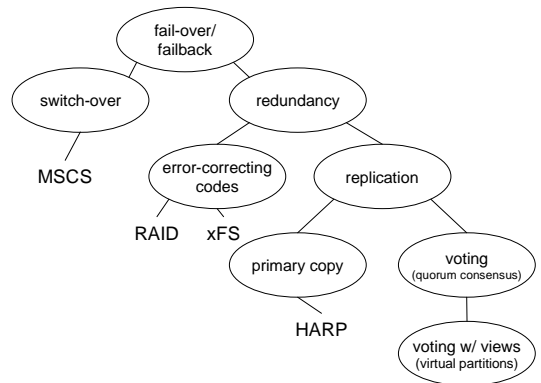 fail-over/
failback
switch-over
redundancy
MSCS
error-correcting
codes
replication
RAID
xFS
primary copy
voting
(quorum consensus)
HARP
voting w/ views
(virtual partitions)